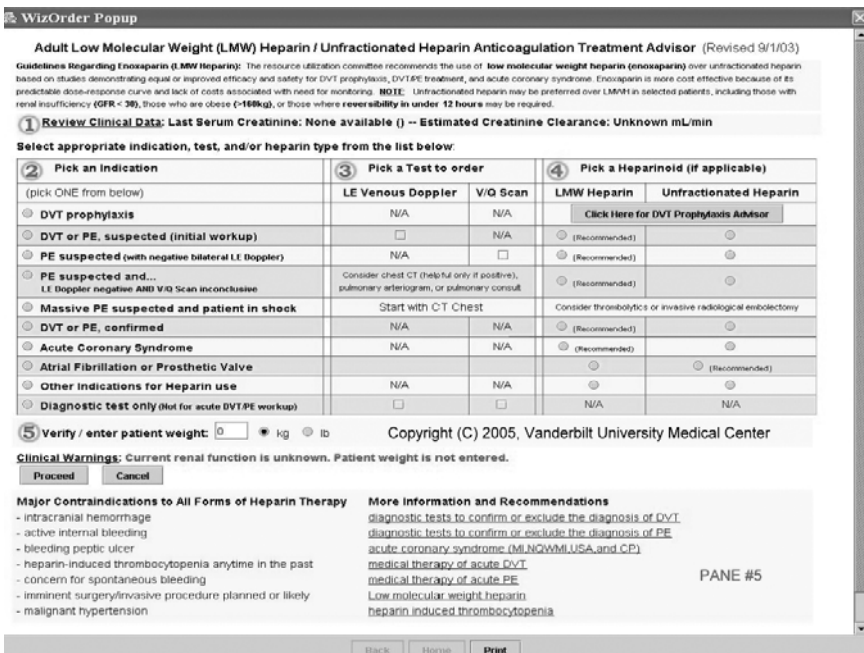 WizOrder Popup
Adult Low Molecular Weight (LMW) Heparin / Unfractionated Heparin Anticoagulation Treatment Advisor (Revised 9/1/03)
Guidelines Regarding Enoxaparin (LMW Heparin): The resource utilization committee recommends the use of low molecular weight heparin (enoxaparin) over unfractionated heparin
based on studies demonstrating equal or improved efficacy and safety for DVT prophylaxis, DVT/PE treatment, and acute coronary syndrome. Enoxaparin is more cost effective because of its
predictable dose-response curve and lack of costs associated with need for monitoring. NOTE: Unfractionated heparin may be preferred over LMWH in selected patients, including those with
renal insufficiency (GFR < 30), those who are obese (>160kg), or those where reversibility in under 12 hours may be required.
1 Review Clinical Data: Last Serum Creatinine: None available () -- Estimated Creatinine Clearance: Unknown mL/min
Select appropriate indication, test, and/or heparin type from the list below:
2 Pick an Indication 3 Pick a Test to order 4 Pick a Heparinoid (if applicable)
(pick ONE from below) LE Venous Doppler V/Q Scan LMW Heparin Unfractionated Heparin
DVT prophylaxis N/A N/A Click Here for DVT Prophylaxis Advisor
DVT or PE, suspected (initial workup) N/A (Recommended)
PE suspected (with negative bilateral LE Doppler) N/A (Recommended)
PE suspected and...
LE Doppler negative AND V/Q Scan inconclusive
Consider chest CT (helpful only if positive),
pulmonary arteriogram, or pulmonary consult
(Recommended)
Massive PE suspected and patient in shock Start with CT Chest Consider thrombolytics or invasive radiological embolectomy
DVT or PE, confirmed N/A N/A (Recommended)
Acute Coronary Syndrome N/A N/A (Recommended)
Atrial Fibrillation or Prosthetic Valve (Recommended)
Other Indications for Heparin use N/A N/A
Diagnostic test only (Not for acute DVT/PE workup) N/A N/A
5 Verify / enter patient weight: 0 kg lb Copyright (C) 2005, Vanderbilt University Medical Center
Clinical Warnings: Current renal function is unknown. Patient weight is not entered.
Proceed Cancel
Major Contraindications to All Forms of Heparin Therapy
- intracranial hemorrhage
- active internal bleeding
- bleeding peptic ulcer
- heparin-induced thrombocytopenia anytime in the past
- concern for spontaneous bleeding
- imminent surgery/invasive procedure planned or likely
- malignant hypertension
More Information and Recommendations
diagnostic tests to confirm or exclude the diagnosis of DVT
diagnostic tests to confirm or exclude the diagnosis of PE
acute coronary syndrome (MI,NQWMI,USA,and CP)
medical therapy of acute DVT
medical therapy of acute PE
Low molecular weight heparin
heparin induced thrombocytopenia
PANE #5
Back Home Print